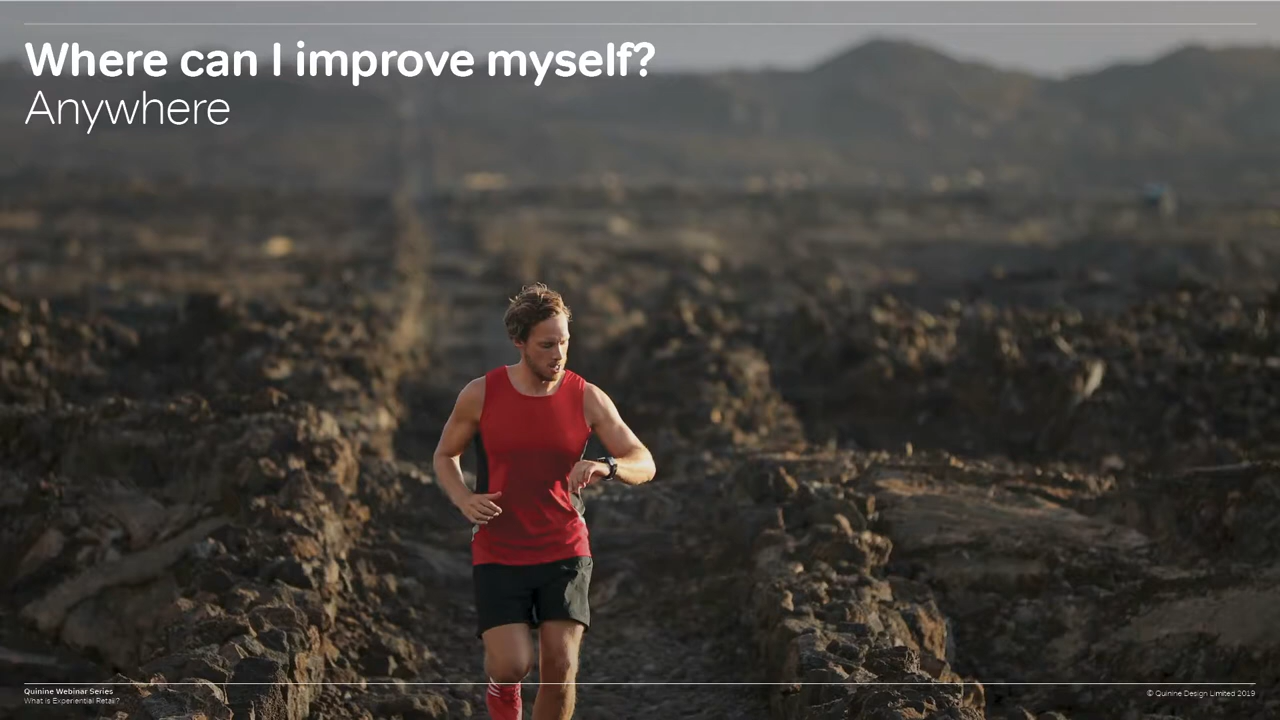 Where can I improve myself?
Anywhere
Quinine Webinar Series
What is Experiential Retail?
© Quinine Design Limited 2019